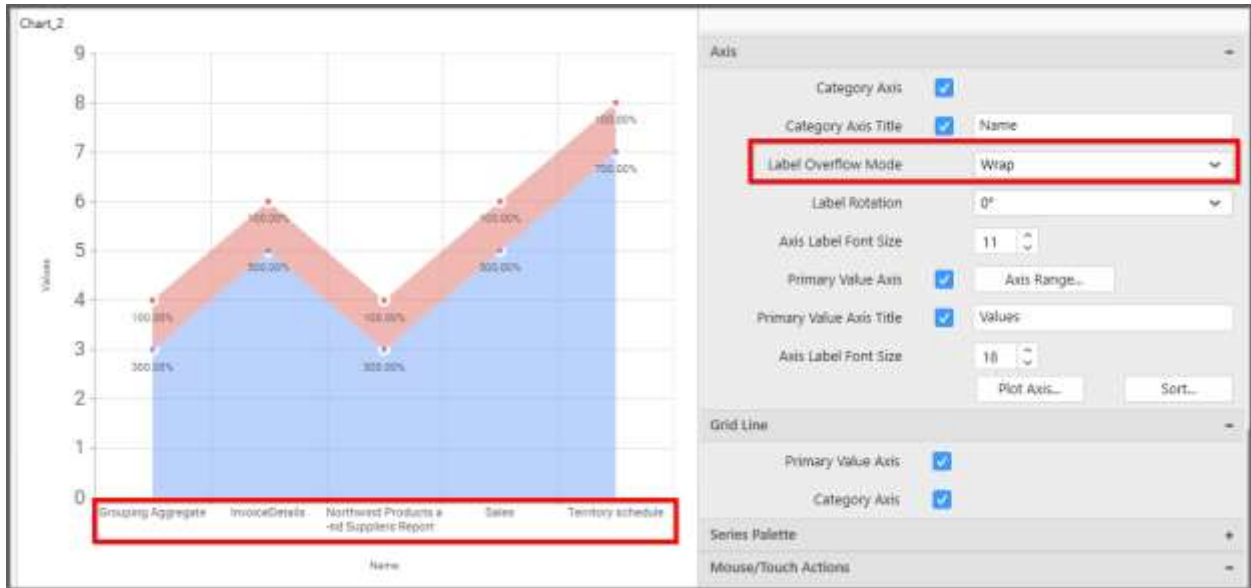 Chart_2
9
8
7
6
5
4
3
2
1
0
Values
100.00%
700.00%
100.00%
100.00%
500.00%
500.00%
100.00%
100.00%
300.00%
300.00%
Grouping Aggregate InvoiceDetails Northwind Products a Sales Territory schedule
-nd Suppliers Report
Name
Axis -
Category Axis
Category Axis Title Name
Label Overflow Mode Wrap
Label Rotation 0°
Axis Label Font Size 11
Primary Value Axis Axis Range...
Primary Value Axis Title Values
Axis Label Font Size 18
Plot Axis... Sort...
Grid Line -
Primary Value Axis
Category Axis
Series Palette +
Mouse/Touch Actions -